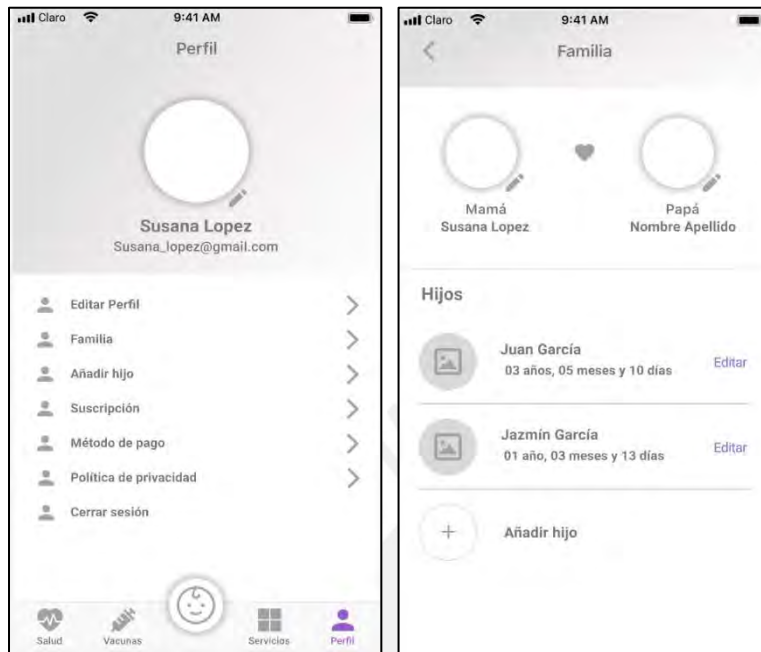 Claro 9:41 AM
Perfil
Susana Lopez
Susana_lopez@gmail.com
Editar Perfil
Familia
Añadir hijo
Suscripción
Método de pago
Política de privacidad
Cerrar sesión
Salud Vacunas Servicios Perfil
Claro 9:41 AM
Familia
Mamá Papá
Susana Lopez Nombre Apellido
Hijos
Juan García
03 años, 05 meses y 10 días Editar
Jazmín García
01 año, 03 meses y 13 días Editar
Añadir hijo